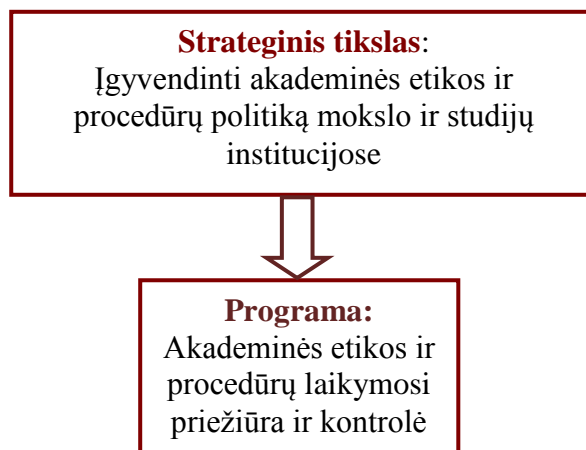 Strateginis tikslas:
Įgyvendinti akademinės etikos ir
procedūrų politiką mokslo ir studijų
institucijose
Programa:
Akademinės etikos ir
procedūrų laikymosi
priežiūra ir kontrolė